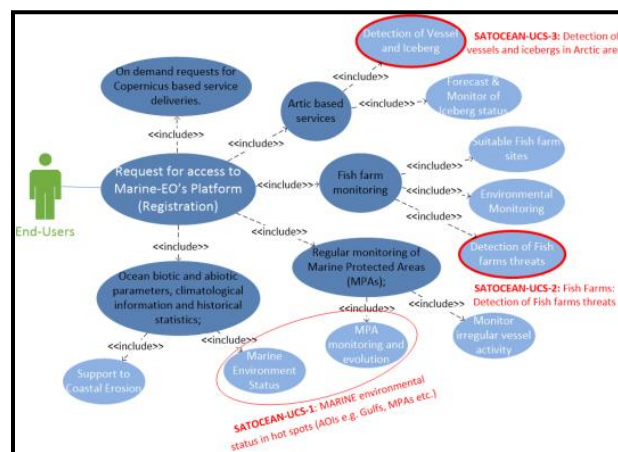 Detection of Vessel
and Iceberg
SATOCEAN-UCS-3: Detection of
vessels and icebergs in Arctic area
On demand requests for
Copernicus based service
deliveries.
<<include>>
Artic based
services
<<include>>
Forecast &
Monitor of
Iceberg status
<<include>>
<<include>>
Suitable Fish farm
sites
Request for access to
Marine-EO's Platform
(Registration)
<<include>>
Fish farm
monitoring
<<include>>
<<include>>
Environmental
Monitoring
<<include>>
End-Users
<<include>>
<<include>>
Detection of Fish
farms threats
Regular monitoring of
Marine Protected Areas
(MPAs);
SATOCEAN-UCS-2: Fish Farms:
Detection of Fish farms threats
Ocean biotic and abiotic
parameters, climatological
information and historical
statistics;
<<include>>
<<include>>
<<include>>
<<include>>
Monitor
irregular vessel
activity
MPA
monitoring and
evolution
Marine
Environment
Status
Support to
Coastal Erosion
SATOCEAN-UCS-1: MARINE environmental
status in hot spots (AOIs e.g. Gulfs, MPAs etc.)